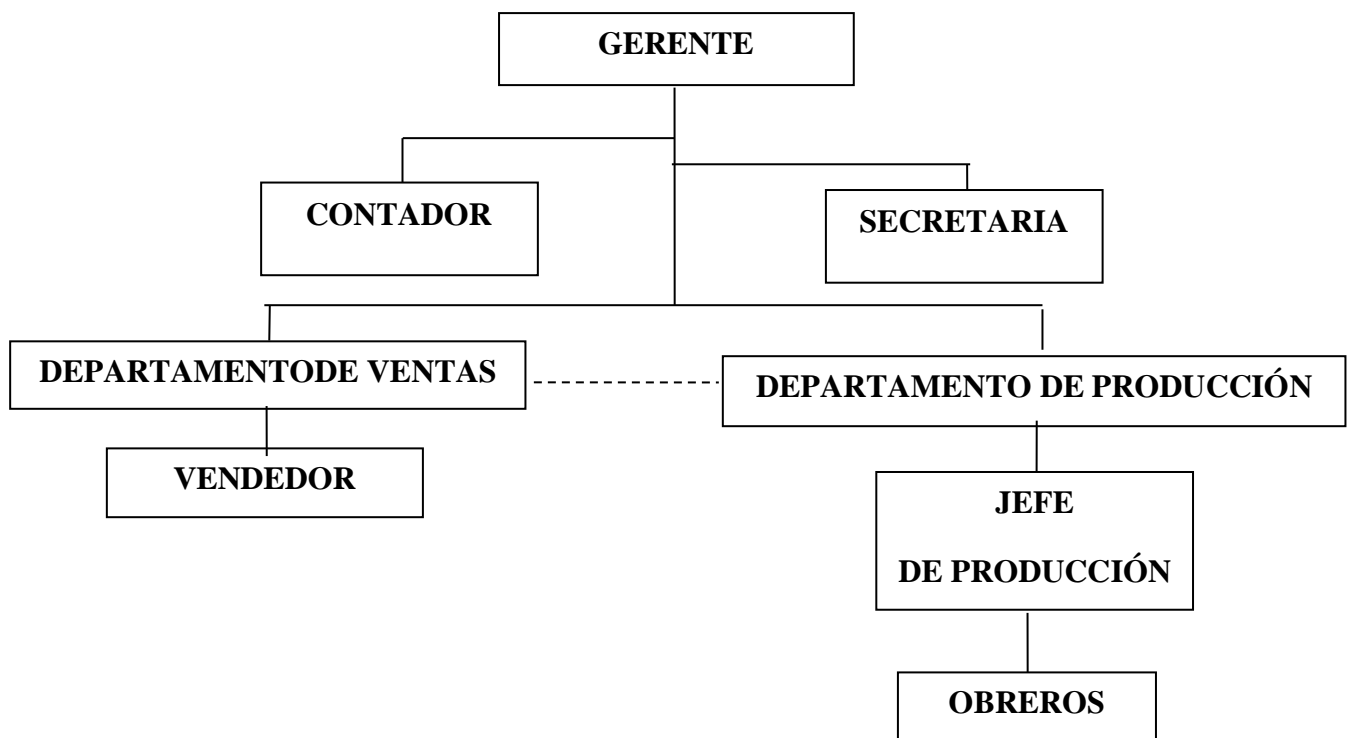 GERENTE
CONTADOR
SECRETARIA
DEPARTAMENTODE VENTAS
DEPARTAMENTO DE PRODUCCIÓN
VENDEDOR
JEFE
DE PRODUCCIÓN
OBREROS